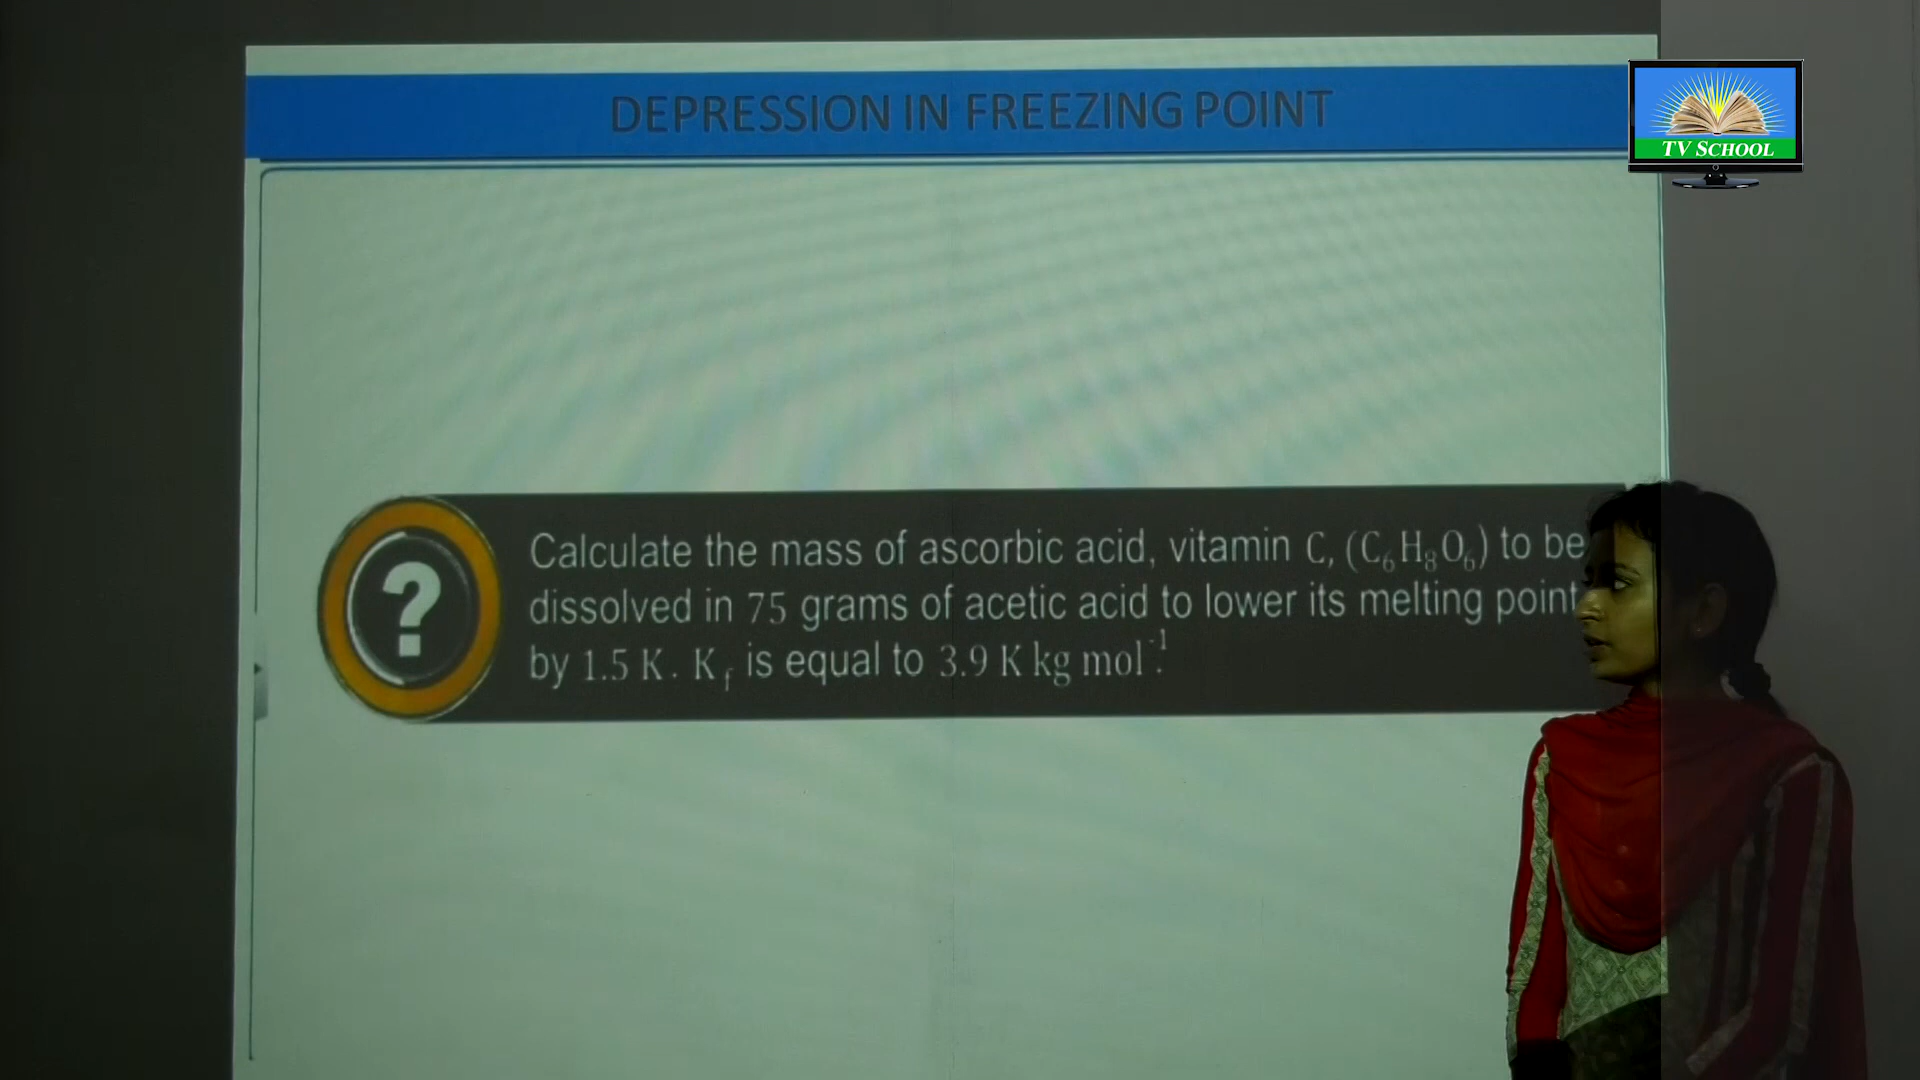 DEPRESSION IN FREEZING POINT
TV SCHOOL
?
Calculate the mass of ascorbic acid, vitamin C, (C₆H₈O₆) to be
dissolved in 75 grams of acetic acid to lower its melting point
by 1.5 K. K_f is equal to 3.9 K kg mol⁻¹.